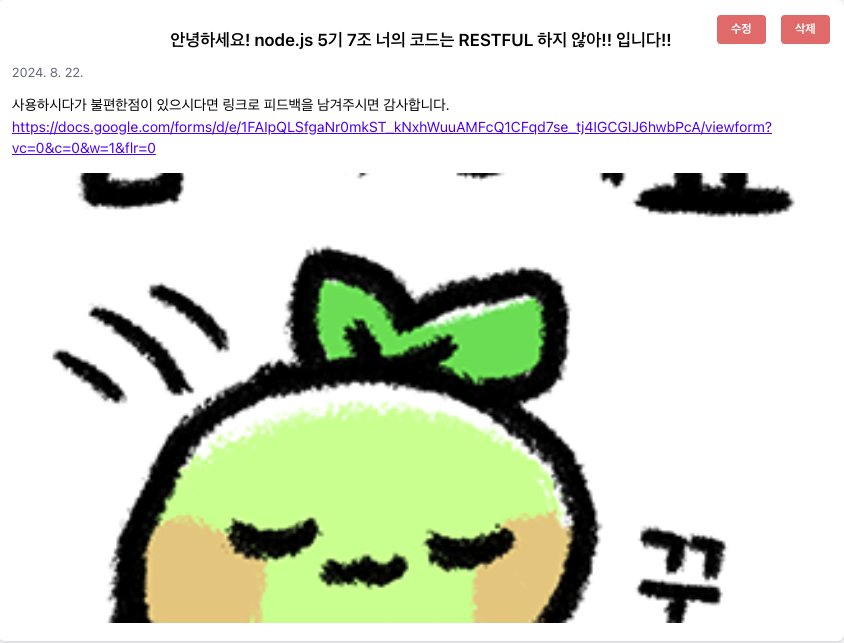 안녕하세요! node.js 5기 7조 너의 코드는 RESTFUL 하지 않아!! 입니다!!
수정 삭제
2024. 8. 22.
사용하시다가 불편한점이 있으시다면 링크로 피드백을 남겨주시면 감사합니다.
https://docs.google.com/forms/d/e/1FAIpQLSfgaNr0mkST_kNxhWuuAMFcQ1CFqd7se_tj4lGCGlJ6hwbPcA/viewform?
vc=0&c=0&w=1&flr=0
꾸